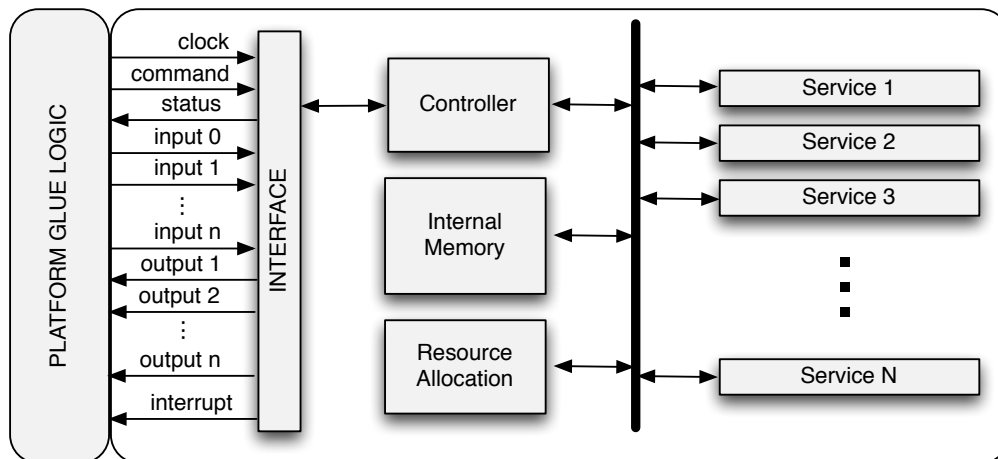 PLATFORM GLUE LOGIC
clock
command
status
input 0
input 1
...
input n
output 1
output 2
...
output n
interrupt
INTERFACE
Controller
Internal
Memory
Resource
Allocation
Service 1
Service 2
Service 3
Service N